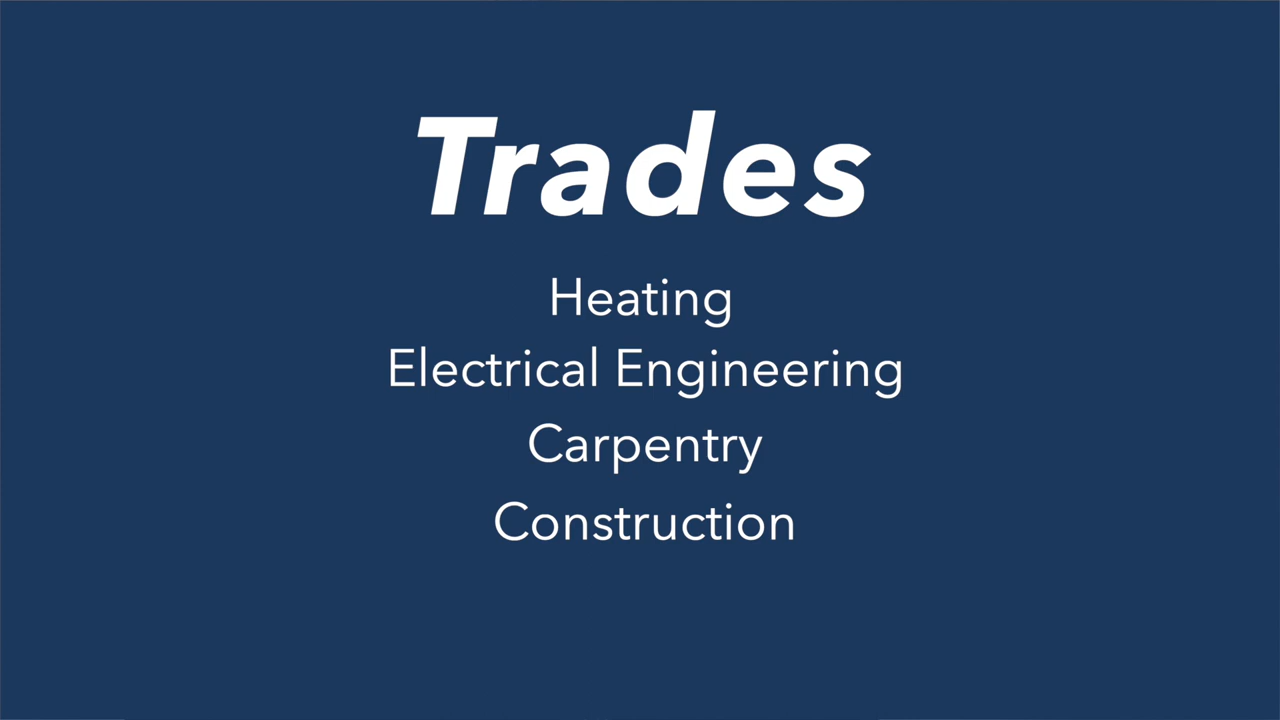 Trades
Heating
Electrical Engineering
Carpentry
Construction